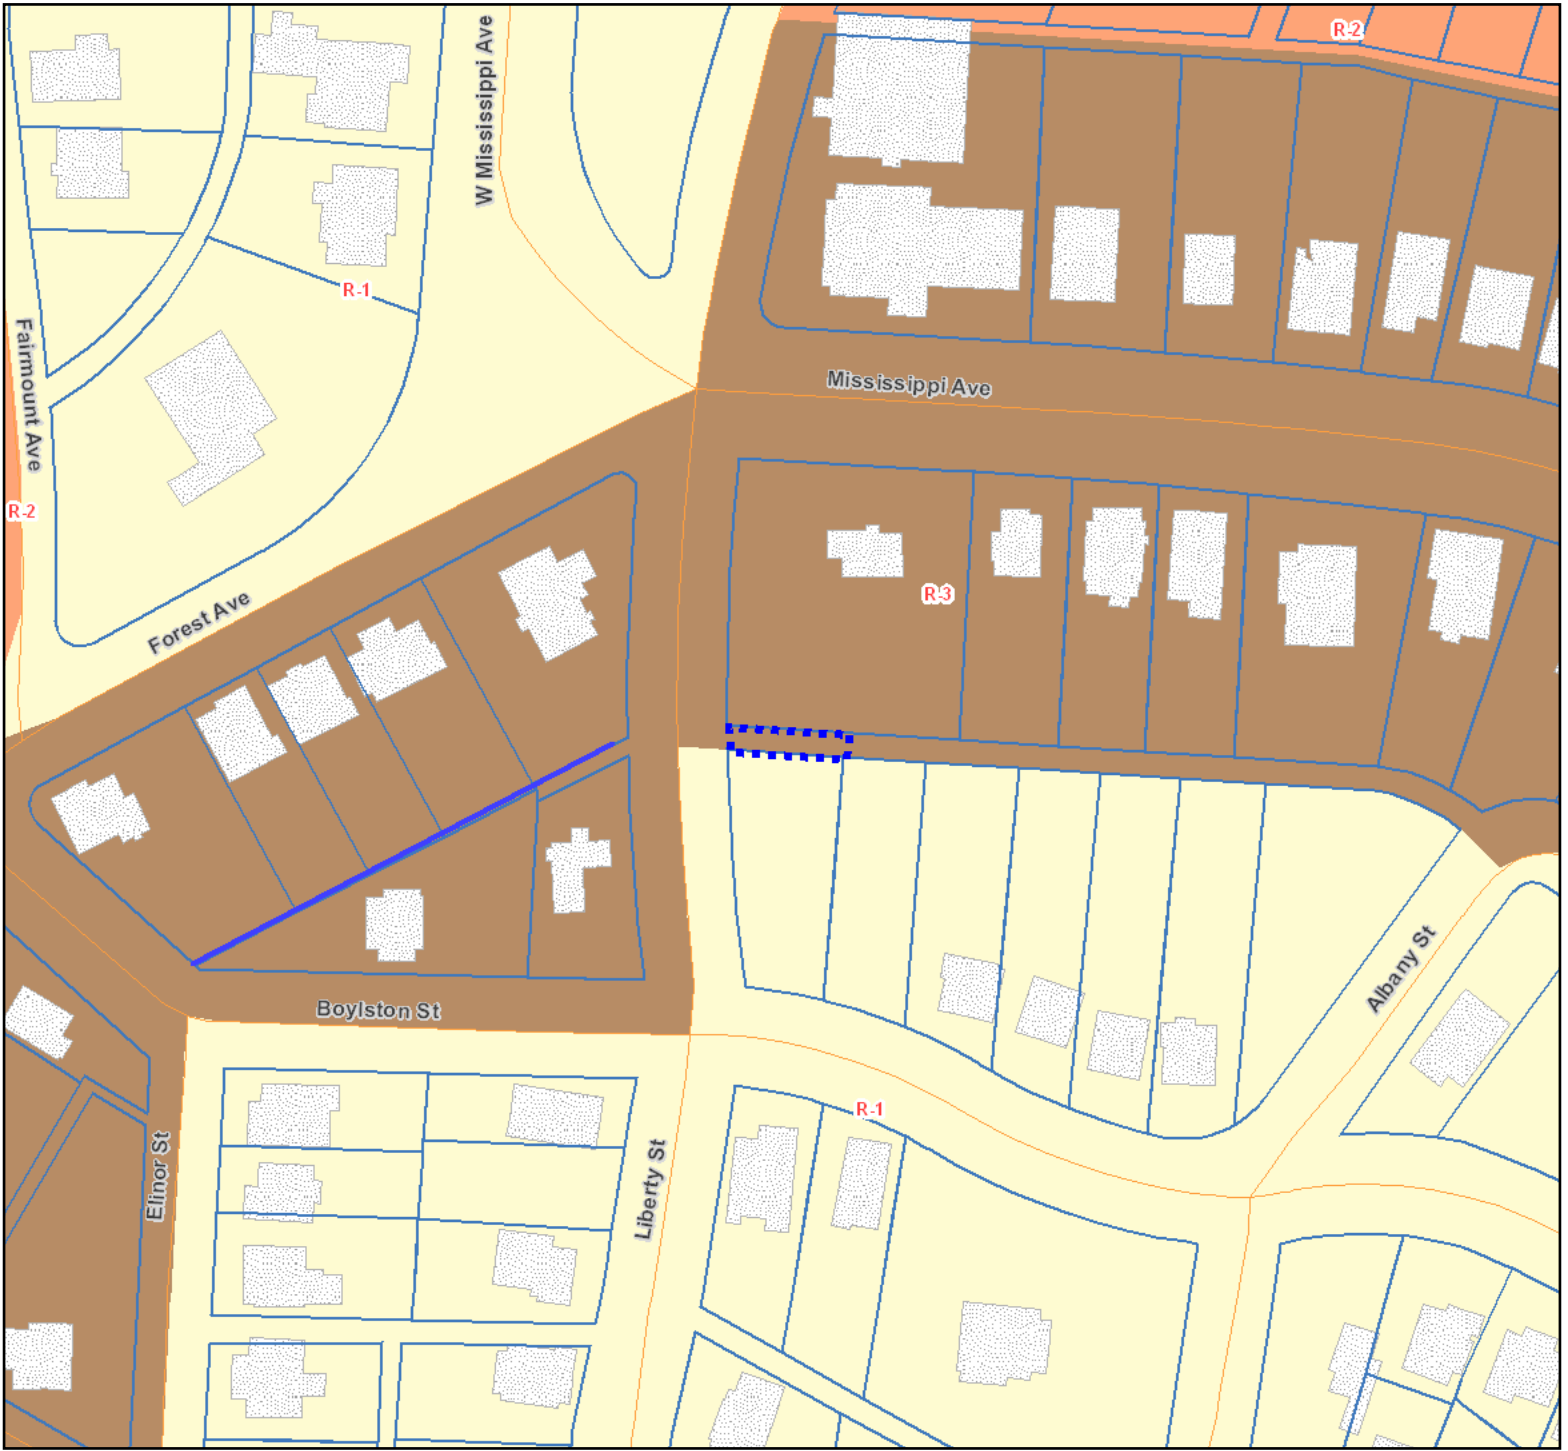 R-2
W Mississippi Ave
R-1
Fairmount Ave
Mississippi Ave
R-2
R-3
Forest Ave
Albany St
Boylston St
R-1
Elinor St
Liberty St